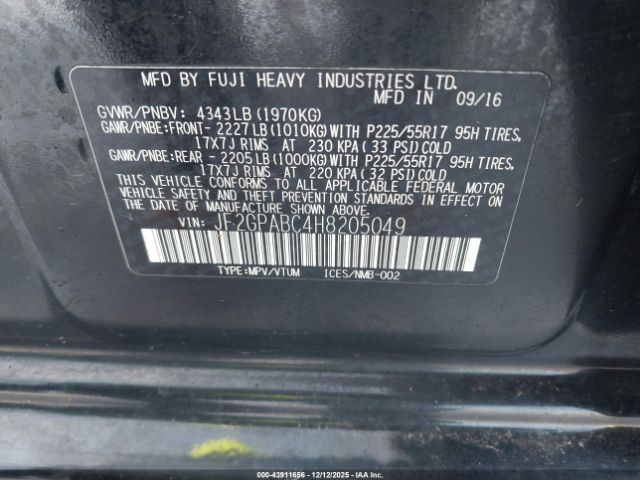 MFD BY FUJI HEAVY INDUSTRIES LTD.
MFD IN 09/16
GVWR/PNBV: 4343LB (1970KG)
GAWR/PNBE:FRONT- 2227LB (1010KG) WITH P225/55R17 95H TIRES,
17X7J RIMS AT 230 KPA (33 PSI) COLD
GAWR/PNBE:REAR - 2205LB (1000KG) WITH P225/55R17 95H TIRES,
17X7J RIMS AT 220 KPA (32 PSI) COLD
THIS VEHICLE CONFORMS TO ALL APPLICABLE FEDERAL MOTOR
VEHICLE SAFETY AND THEFT PREVENTION STANDARDS IN EFFECT ON
THE DATE OF MANUFACTURE SHOWN ABOVE.
VIN: JF2GPABC4H8205049
TYPE:MPV/VTUM ICES/NMB-002
000-43911656 - 12/12/2025 - IAAI.COM